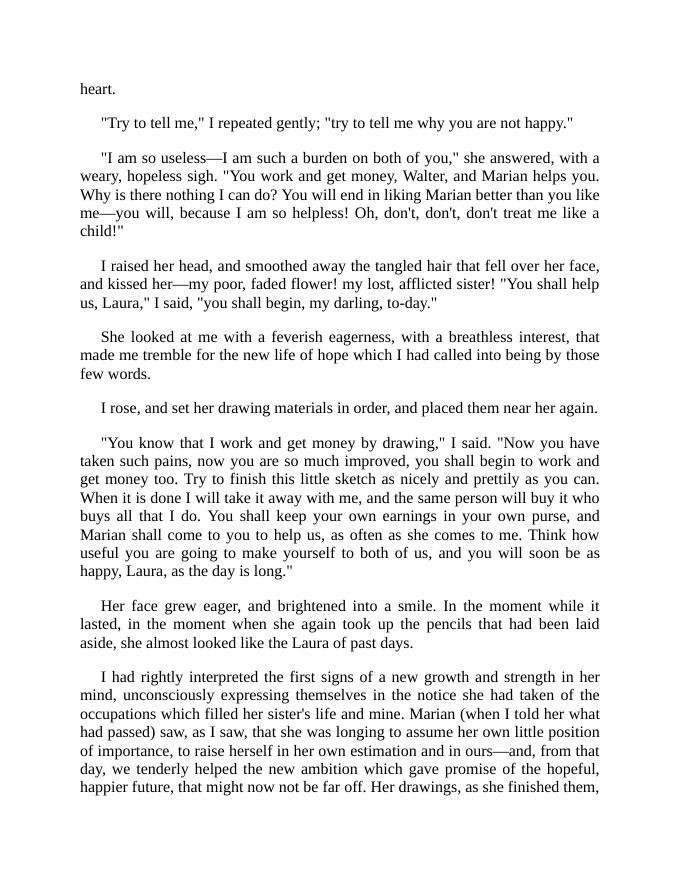 heart.
"Try to tell me," I repeated gently; "try to tell me why you are not happy."
"I am so useless—I am such a burden on both of you," she answered, with a
weary, hopeless sigh. "You work and get money, Walter, and Marian helps you.
Why is there nothing I can do? You will end in liking Marian better than you like
me—you will, because I am so helpless! Oh, don't, don't, don't treat me like a
child!"
I raised her head, and smoothed away the tangled hair that fell over her face,
and kissed her—my poor, faded flower! my lost, afflicted sister! "You shall help
us, Laura," I said, "you shall begin, my darling, to-day."
She looked at me with a feverish eagerness, with a breathless interest, that
made me tremble for the new life of hope which I had called into being by those
few words.
I rose, and set her drawing materials in order, and placed them near her again.
"You know that I work and get money by drawing," I said. "Now you have
taken such pains, now you are so much improved, you shall begin to work and
get money too. Try to finish this little sketch as nicely and prettily as you can.
When it is done I will take it away with me, and the same person will buy it who
buys all that I do. You shall keep your own earnings in your own purse, and
Marian shall come to you to help us, as often as she comes to me. Think how
useful you are going to make yourself to both of us, and you will soon be as
happy, Laura, as the day is long."
Her face grew eager, and brightened into a smile. In the moment while it
lasted, in the moment when she again took up the pencils that had been laid
aside, she almost looked like the Laura of past days.
I had rightly interpreted the first signs of a new growth and strength in her
mind, unconsciously expressing themselves in the notice she had taken of the
occupations which filled her sister's life and mine. Marian (when I told her what
had passed) saw, as I saw, that she was longing to assume her own little position
of importance, to raise herself in her own estimation and in ours—and, from that
day, we tenderly helped the new ambition which gave promise of the hopeful,
happier future, that might now not be far off. Her drawings, as she finished them,